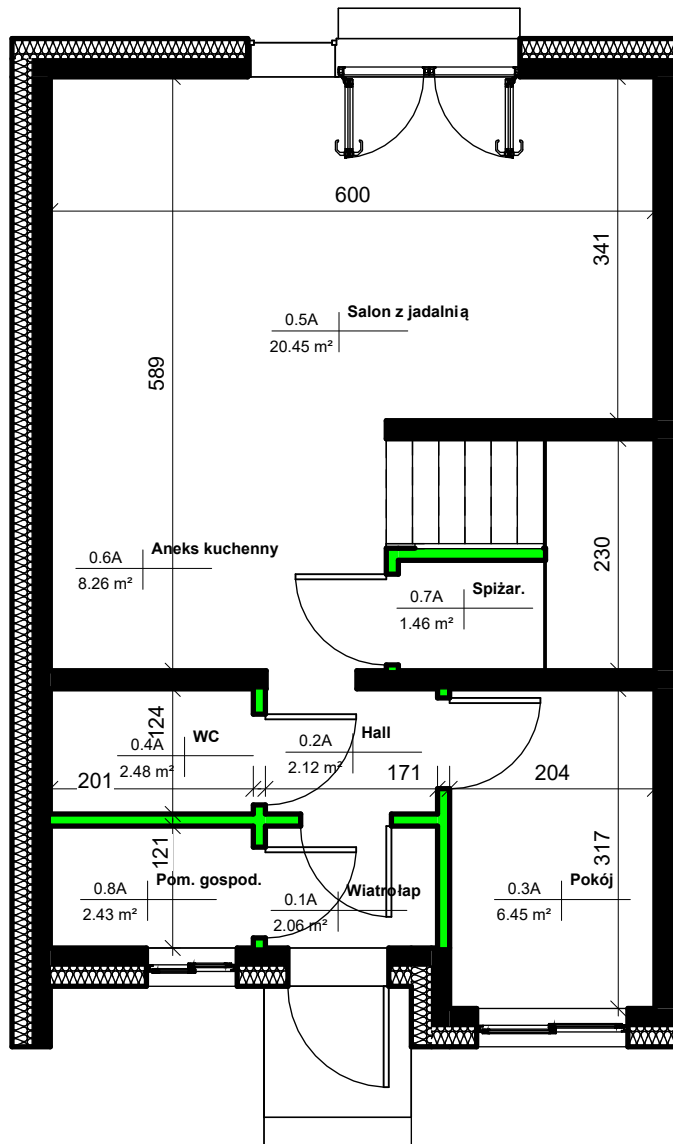 600
341
Salon z jadalnią
0.5A
20.45 m²
589
Aneks kuchenny
0.6A
8.26 m²
230
Spiżar.
0.7A
1.46 m²
124
WC
0.4A
2.48 m²
Hall
0.2A
2.12 m²
201
171
204
121
317
Pom. gospod.
0.8A
2.43 m²
Wiatrołap
0.1A
2.06 m²
Pokój
0.3A
6.45 m²